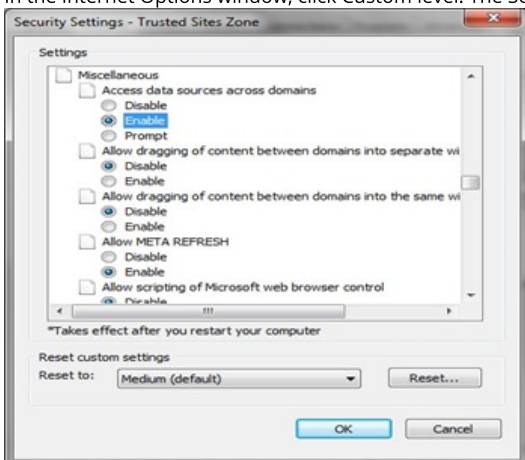 In the Internet Options window, click Custom level. The Se
Security Settings - Trusted Sites Zone
Settings
Miscellaneous
Access data sources across domains
Disable
Enable
Prompt
Allow dragging of content between domains into separate wi
Disable
Enable
Allow dragging of content between domains into the same wi
Disable
Enable
Allow META REFRESH
Disable
Enable
Allow scripting of Microsoft web browser control
Disable
*Takes effect after you restart your computer
Reset custom settings
Reset to: Medium (default) Reset...
OK Cancel